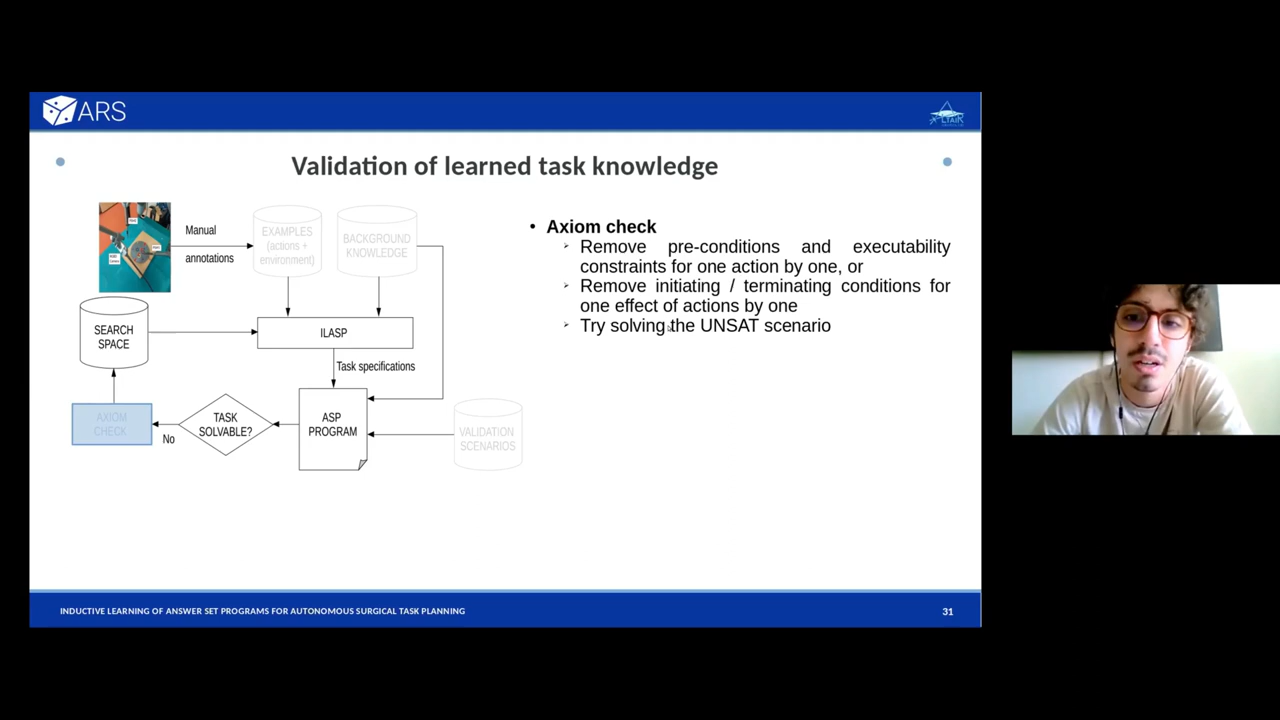 ARS
ALTAIR
Validation of learned task knowledge
Manual
annotations
EXAMPLES
(actions +
environment)
BACKGROUND
KNOWLEDGE
• Axiom check
Remove pre-conditions and executability
constraints for one action by one, or
Remove initiating / terminating conditions for
one effect of actions by one
Try solving the UNSAT scenario
SEARCH
SPACE
ILASP
Task specifications
AXIOM
CHECK
No
TASK
SOLVABLE?
ASP
PROGRAM
VALIDATION
SCENARIOS
INDUCTIVE LEARNING OF ANSWER SET PROGRAMS FOR AUTONOMOUS SURGICAL TASK PLANNING
31